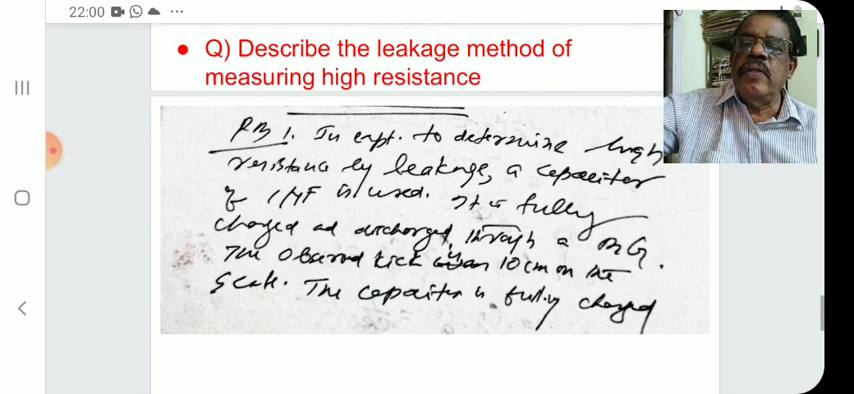 22:00
Q) Describe the leakage method of
measuring high resistance
PB 1. In expt. to determine high
resistance by leakage, a capacitor
of 1 μF is used. It is fully
charged and discharged through a BG.
The observed kick is 10 cm on the
scale. The capacitor is fully charged